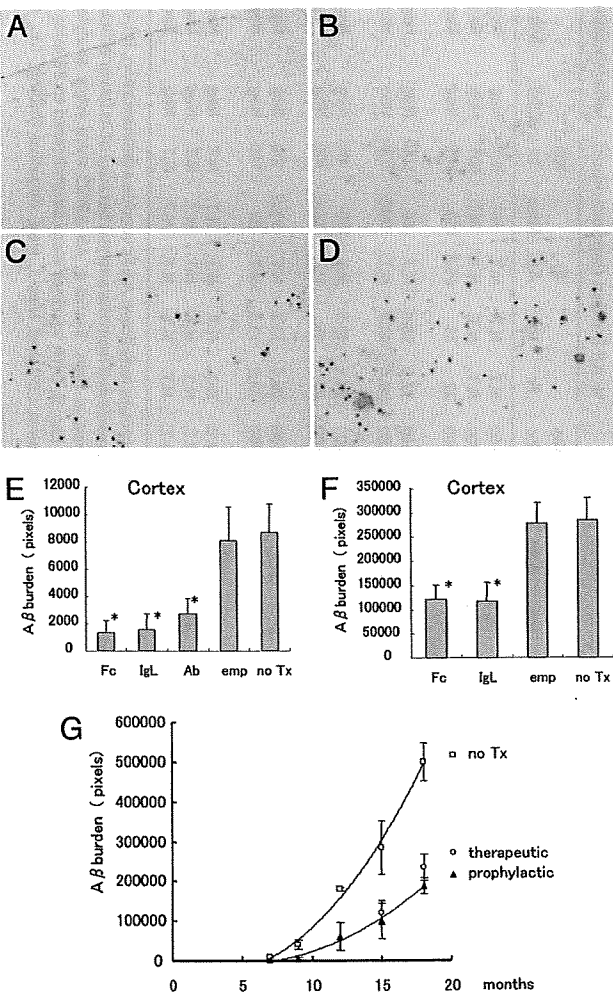 A
B
C
D
E
Cortex
Aβ burden ( pixels)
12000
10000
8000
6000
4000
2000
0
*
*
*
Fc IgL Ab emp no Tx
F
Cortex
Aβ burden ( pixels)
350000
300000
250000
200000
150000
100000
50000
0
*
*
Fc IgL emp no Tx
G
Aβ burden ( pixels)
600000
500000
400000
300000
200000
100000
0
no Tx
therapeutic
prophylactic
0 5 10 15 20 months